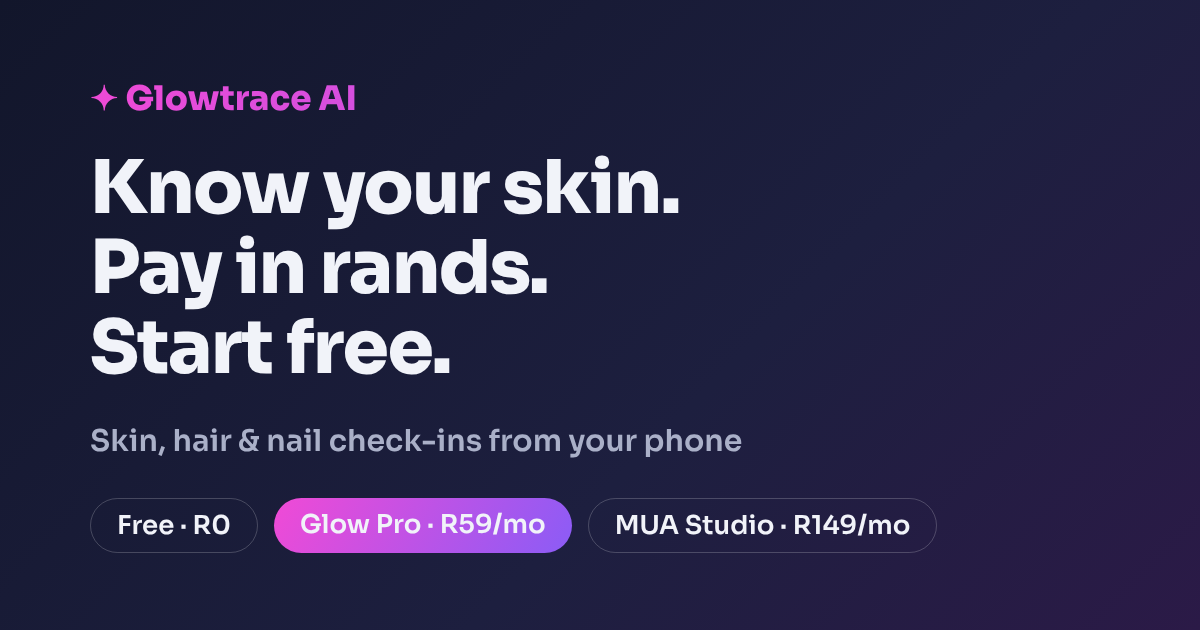 ✦ Glowtrace AI
Know your skin.
Pay in rands.
Start free.
Skin, hair & nail check-ins from your phone
Free · R0
Glow Pro · R59/mo
MUA Studio · R149/mo